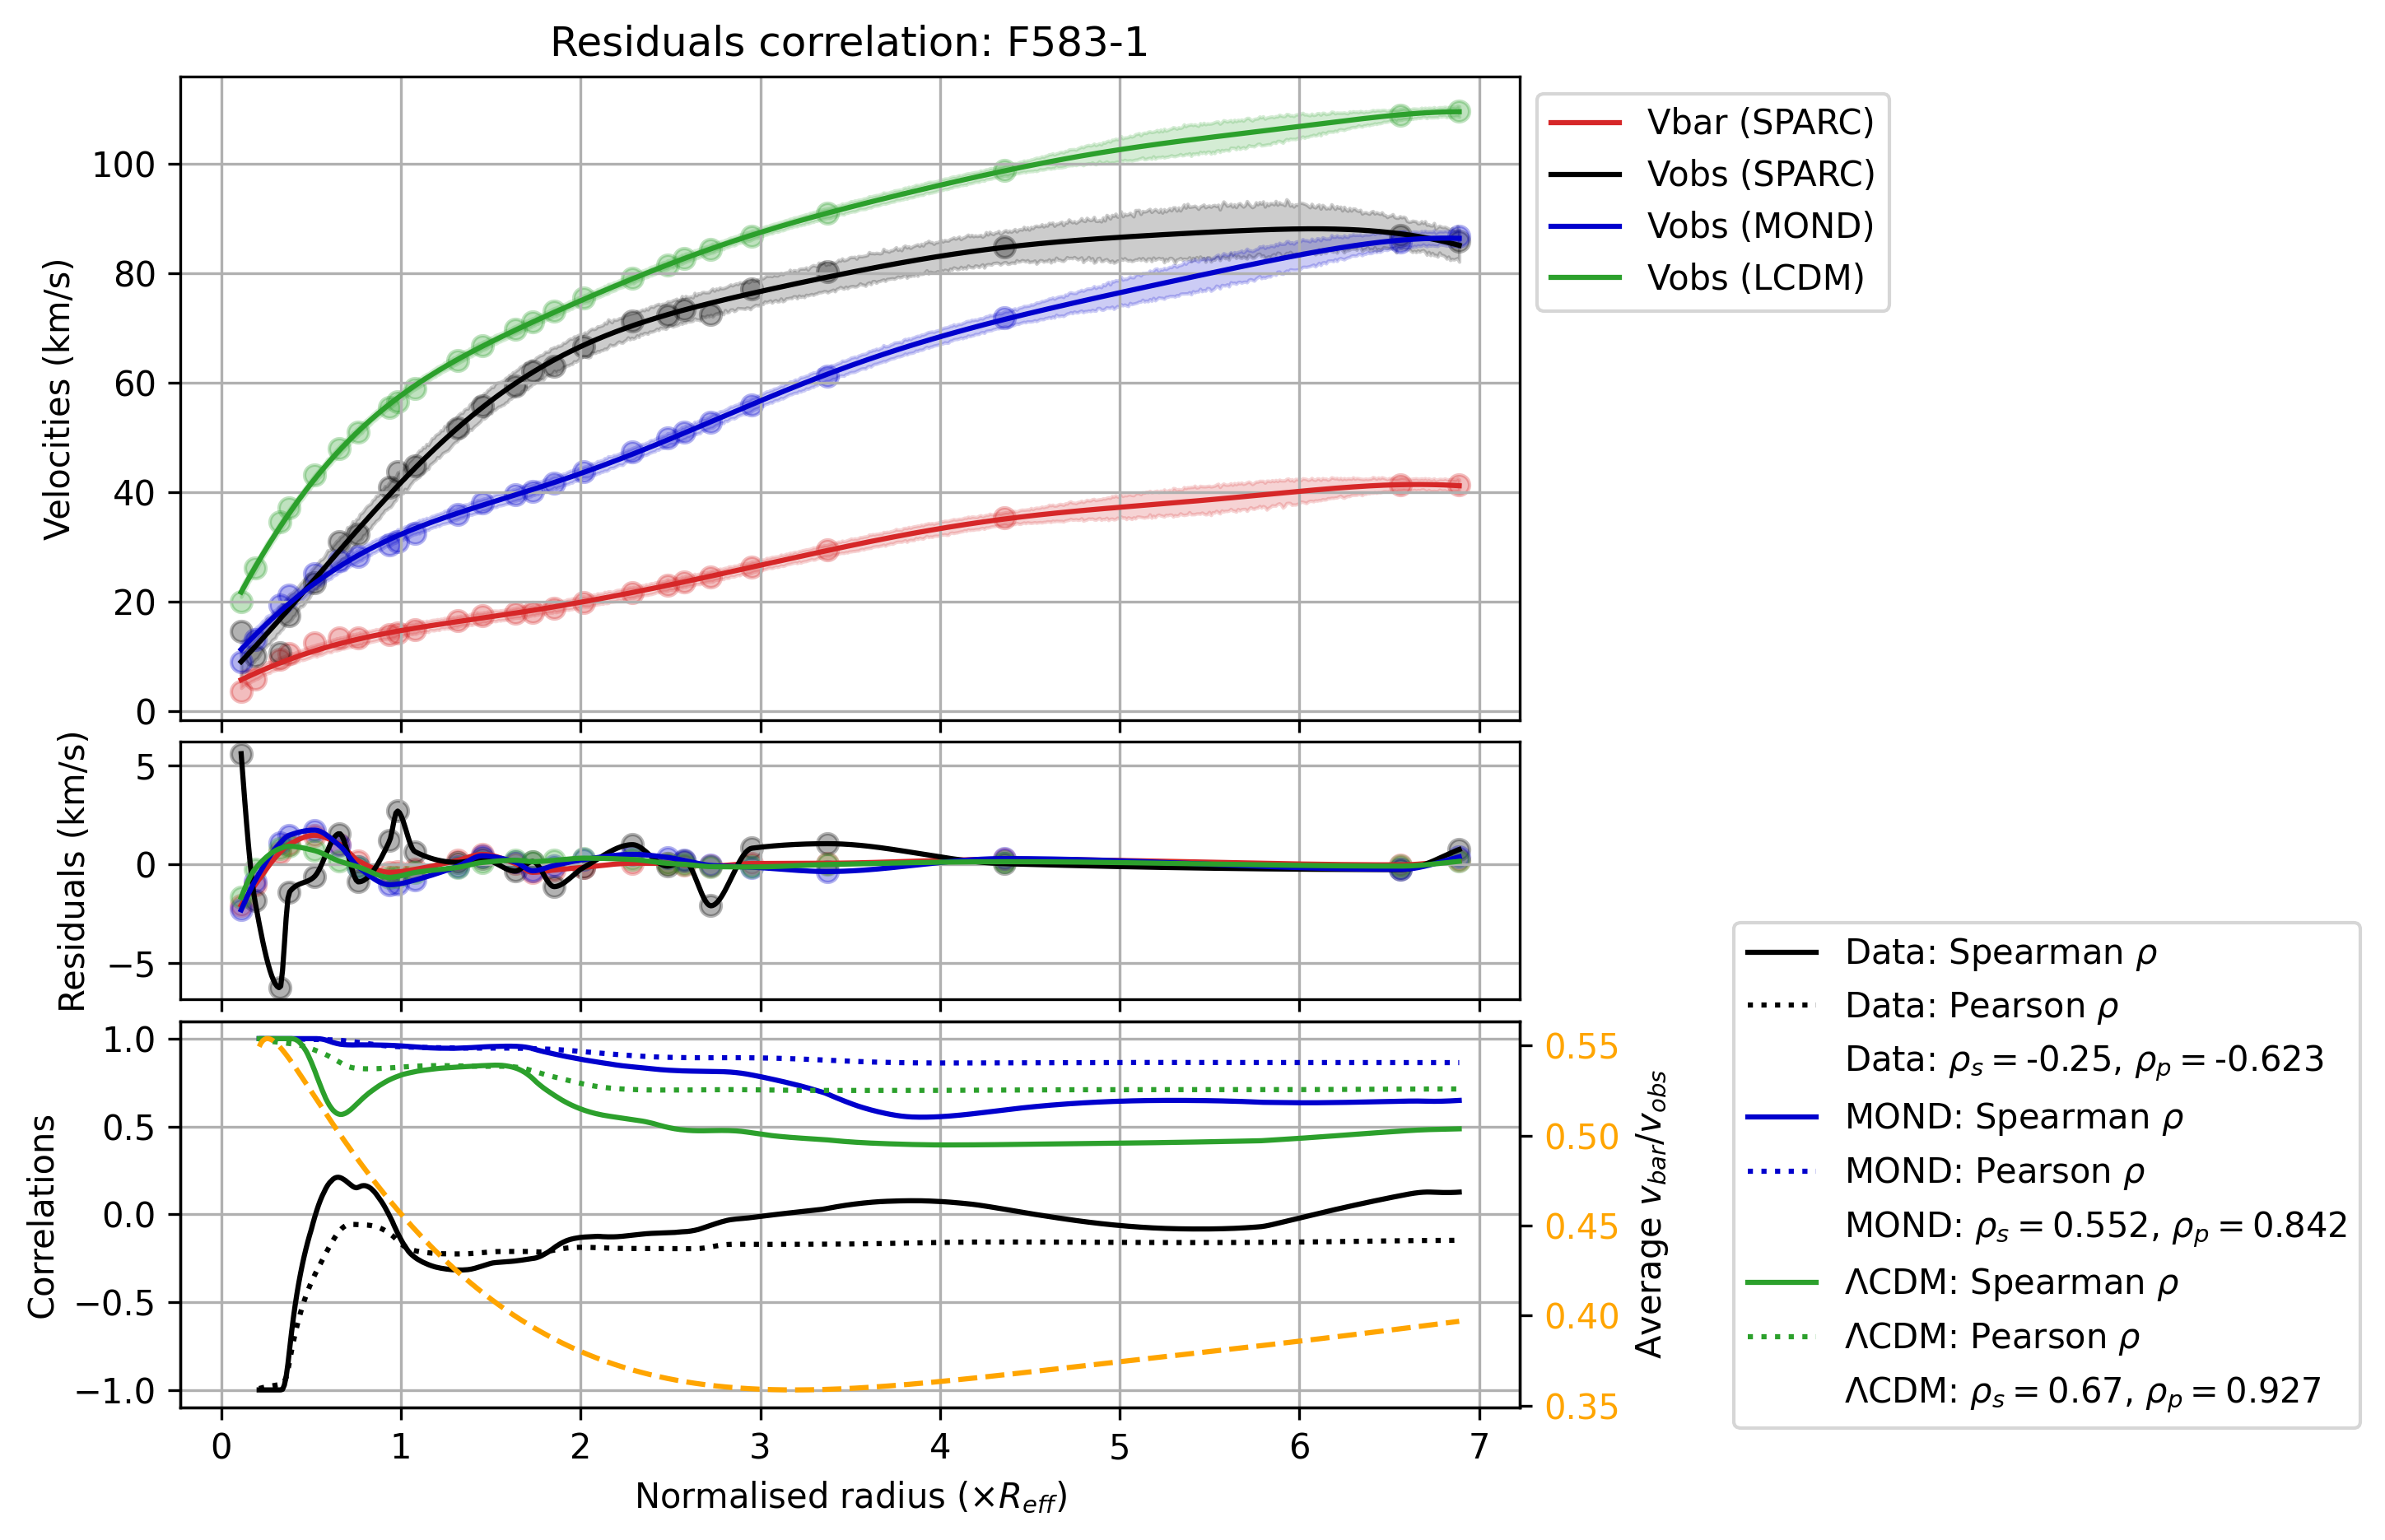 Residuals correlation: F583-1
Velocities (km/s)
100
80
60
40
20
0
Vbar (SPARC)
Vobs (SPARC)
Vobs (MOND)
Vobs (LCDM)
Residuals (km/s)
5
0
−5
Correlations
1.0
0.5
0.0
−0.5
−1.0
0.55
0.50
0.45
0.40
0.35
Average v_bar/v_obs
0 1 2 3 4 5 6 7
Normalised radius (×R_eff)
Data: Spearman ρ
Data: Pearson ρ
Data: ρ_s = -0.25, ρ_p = -0.623
MOND: Spearman ρ
MOND: Pearson ρ
MOND: ρ_s = 0.552, ρ_p = 0.842
ΛCDM: Spearman ρ
ΛCDM: Pearson ρ
ΛCDM: ρ_s = 0.67, ρ_p = 0.927